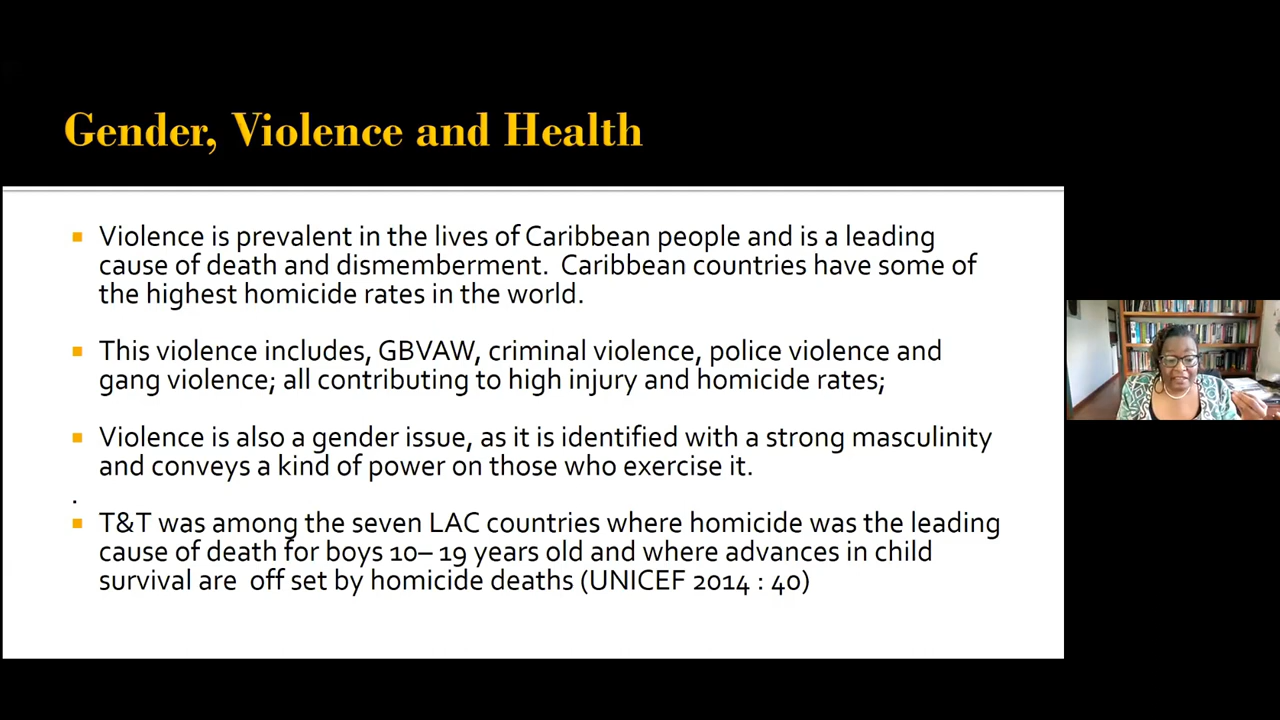 Gender, Violence and Health
Violence is prevalent in the lives of Caribbean people and is a leading
cause of death and dismemberment.  Caribbean countries have some of
the highest homicide rates in the world.
This violence includes, GBVAW, criminal violence, police violence and
gang violence; all contributing to high injury and homicide rates;
Violence is also a gender issue, as it is identified with a strong masculinity
and conveys a kind of power on those who exercise it.
.
T&T was among the seven LAC countries where homicide was the leading
cause of death for boys 10– 19 years old and where advances in child
survival are  off set by homicide deaths (UNICEF 2014 : 40)